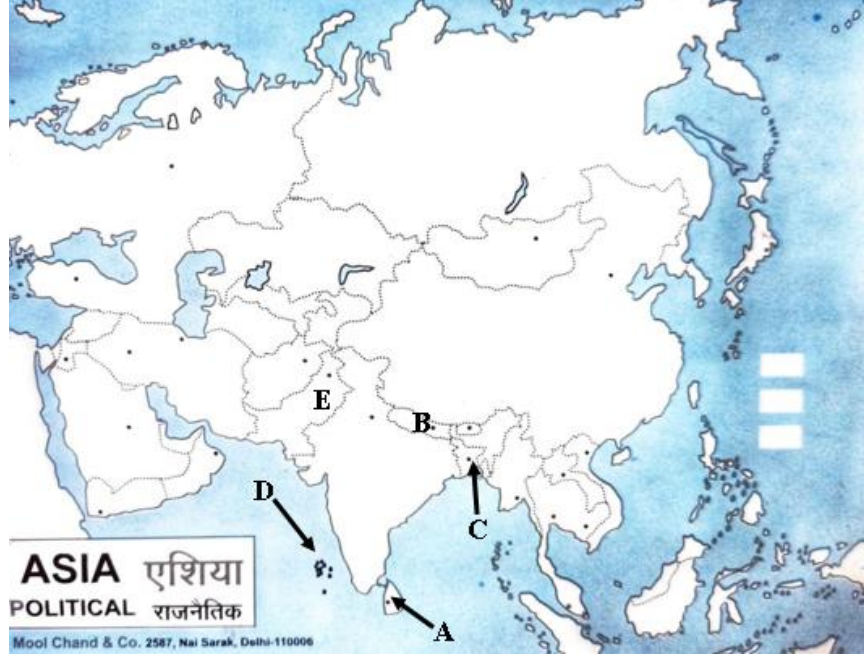 E
B
D
C
ASIA एशिया
POLITICAL राजनैतिक
A
Mool Chand & Co. 2587, Nai Sarak, Delhi-110006